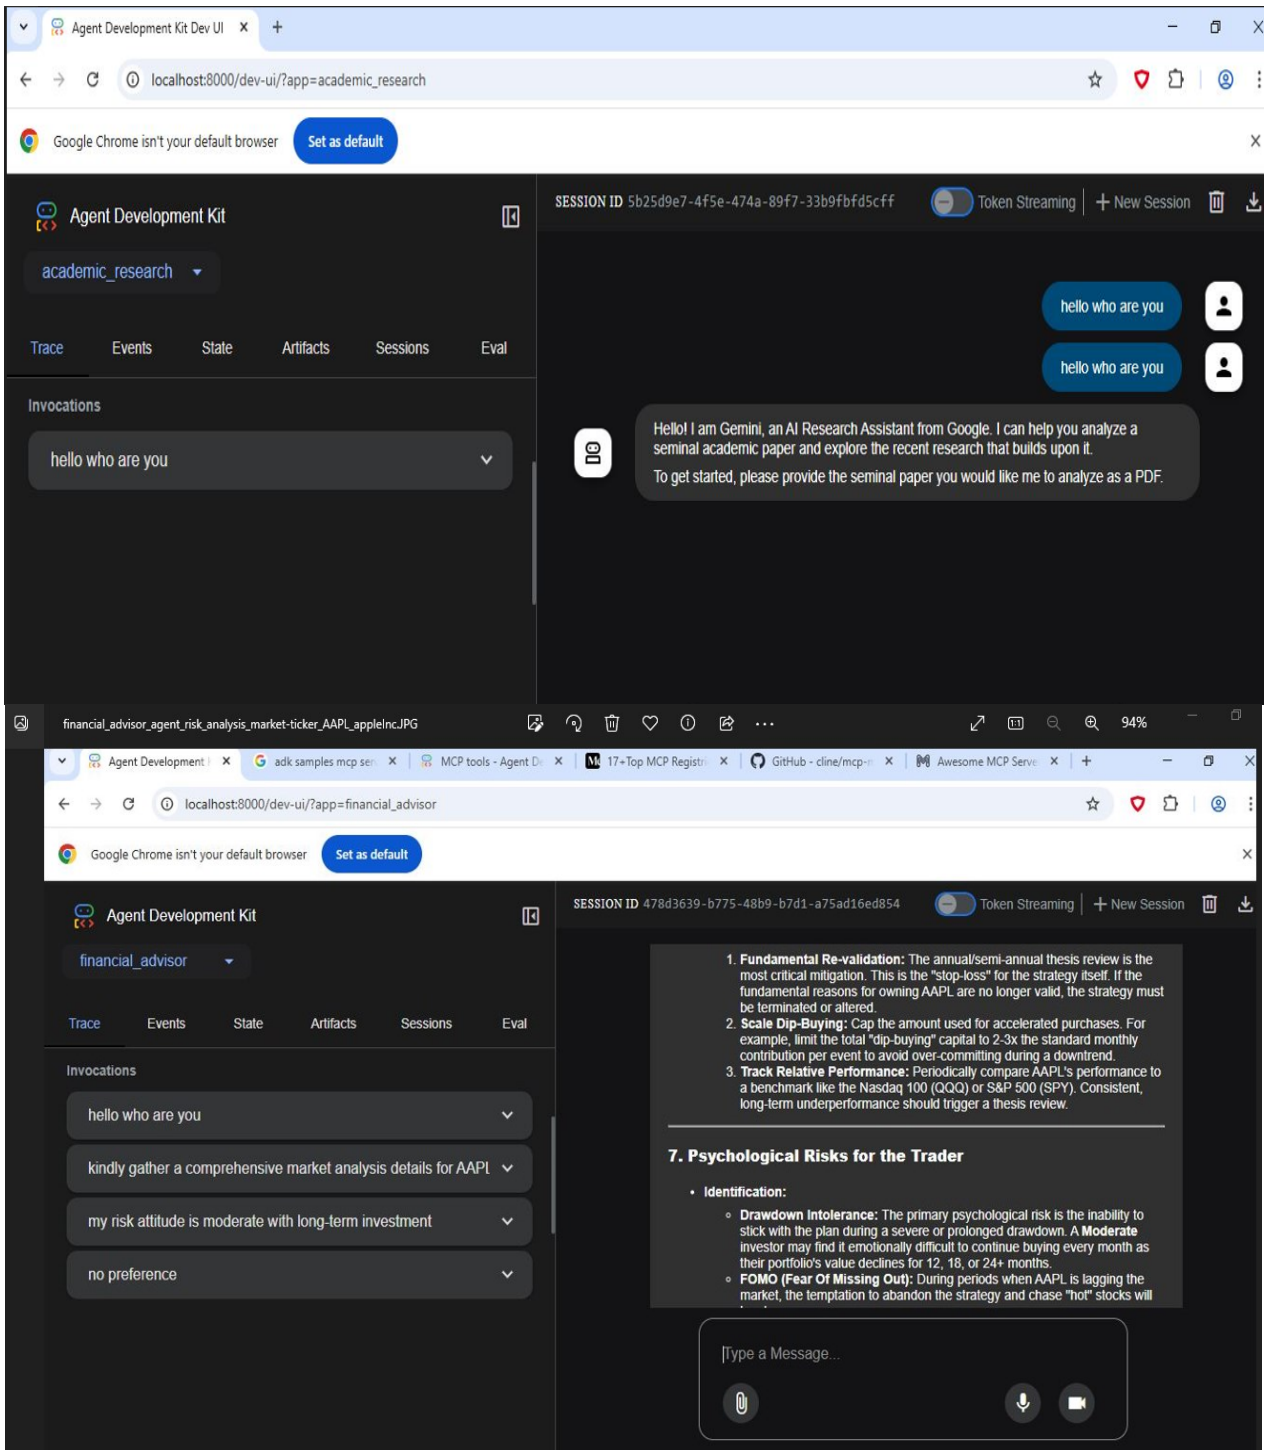 Agent Development Kit Dev UI
localhost:8000/dev-ui/?app=academic_research
Google Chrome isn't your default browser
Set as default
Agent Development Kit
academic_research
Trace Events State Artifacts Sessions Eval
Invocations
hello who are you
SESSION ID 5b25d9e7-4f5e-474a-89f7-33b9fbfd5cff Token Streaming New Session
hello who are you
hello who are you
Hello! I am Gemini, an AI Research Assistant from Google. I can help you analyze a
seminal academic paper and explore the recent research that builds upon it.
To get started, please provide the seminal paper you would like me to analyze as a PDF.
financial_advisor_agent_risk_analysis_market-ticker_AAPL_appleInc.JPG 94%
Agent Development adk samples mcp ser MCP tools - Agent D 17+Top MCP Registri GitHub - cline/mcp- Awesome MCP Serve
localhost:8000/dev-ui/?app=financial_advisor
Google Chrome isn't your default browser
Set as default
Agent Development Kit
financial_advisor
Trace Events State Artifacts Sessions Eval
Invocations
hello who are you
kindly gather a comprehensive market analysis details for AAPL
my risk attitude is moderate with long-term investment
no preference
SESSION ID 478d3639-b775-48b9-b7d1-a75ad16ed854 Token Streaming New Session
1. Fundamental Re-validation: The annual/semi-annual thesis review is the
most critical mitigation. This is the "stop-loss" for the strategy itself. If the
fundamental reasons for owning AAPL are no longer valid, the strategy must
be terminated or altered.
2. Scale Dip-Buying: Cap the amount used for accelerated purchases. For
example, limit the total "dip-buying" capital to 2-3x the standard monthly
contribution per event to avoid over-committing during a downtrend.
3. Track Relative Performance: Periodically compare AAPL's performance to
a benchmark like the Nasdaq 100 (QQQ) or S&P 500 (SPY). Consistent,
long-term underperformance should trigger a thesis review.
7. Psychological Risks for the Trader
• Identification:
◦ Drawdown Intolerance: The primary psychological risk is the inability to
stick with the plan during a severe or prolonged drawdown. A Moderate
investor may find it emotionally difficult to continue buying every month as
their portfolio's value declines for 12, 18, or 24+ months.
◦ FOMO (Fear Of Missing Out): During periods when AAPL is lagging the
market, the temptation to abandon the strategy and chase "hot" stocks will
Type a Message...